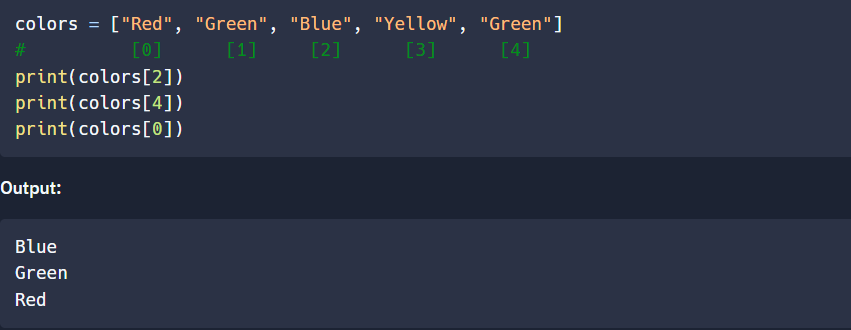 colors = ["Red", "Green", "Blue", "Yellow", "Green"]
#          [0]      [1]     [2]      [3]      [4]
print(colors[2])
print(colors[4])
print(colors[0])
Output:
Blue
Green
Red